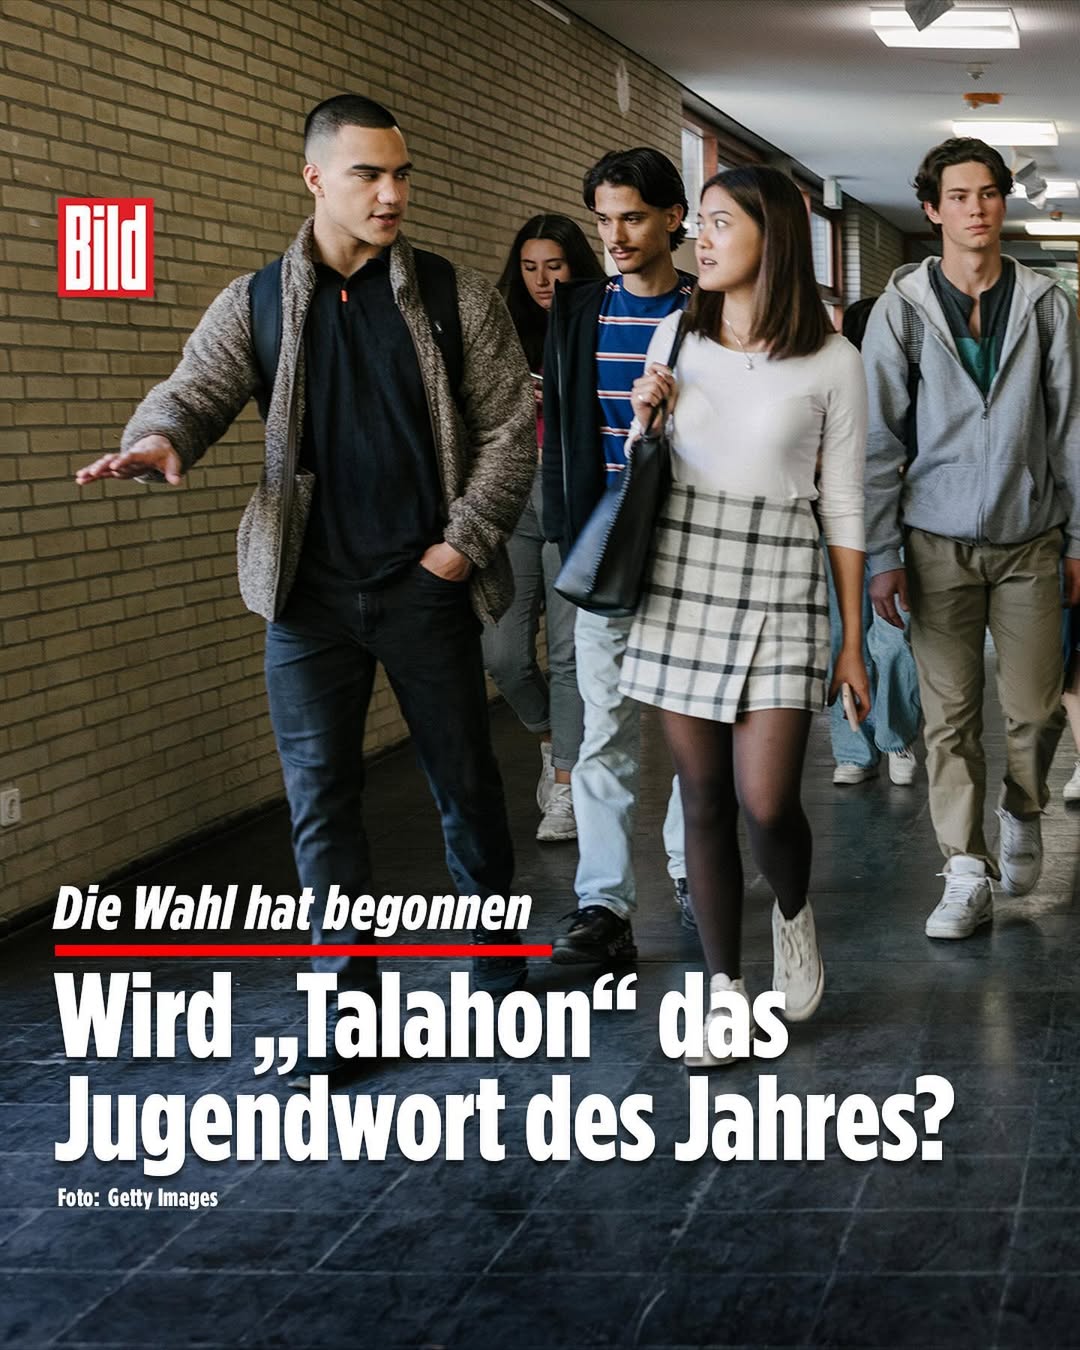 Bild
Die Wahl hat begonnen
Wird „Talahon“ das
Jugendwort des Jahres?
Foto: Getty Images